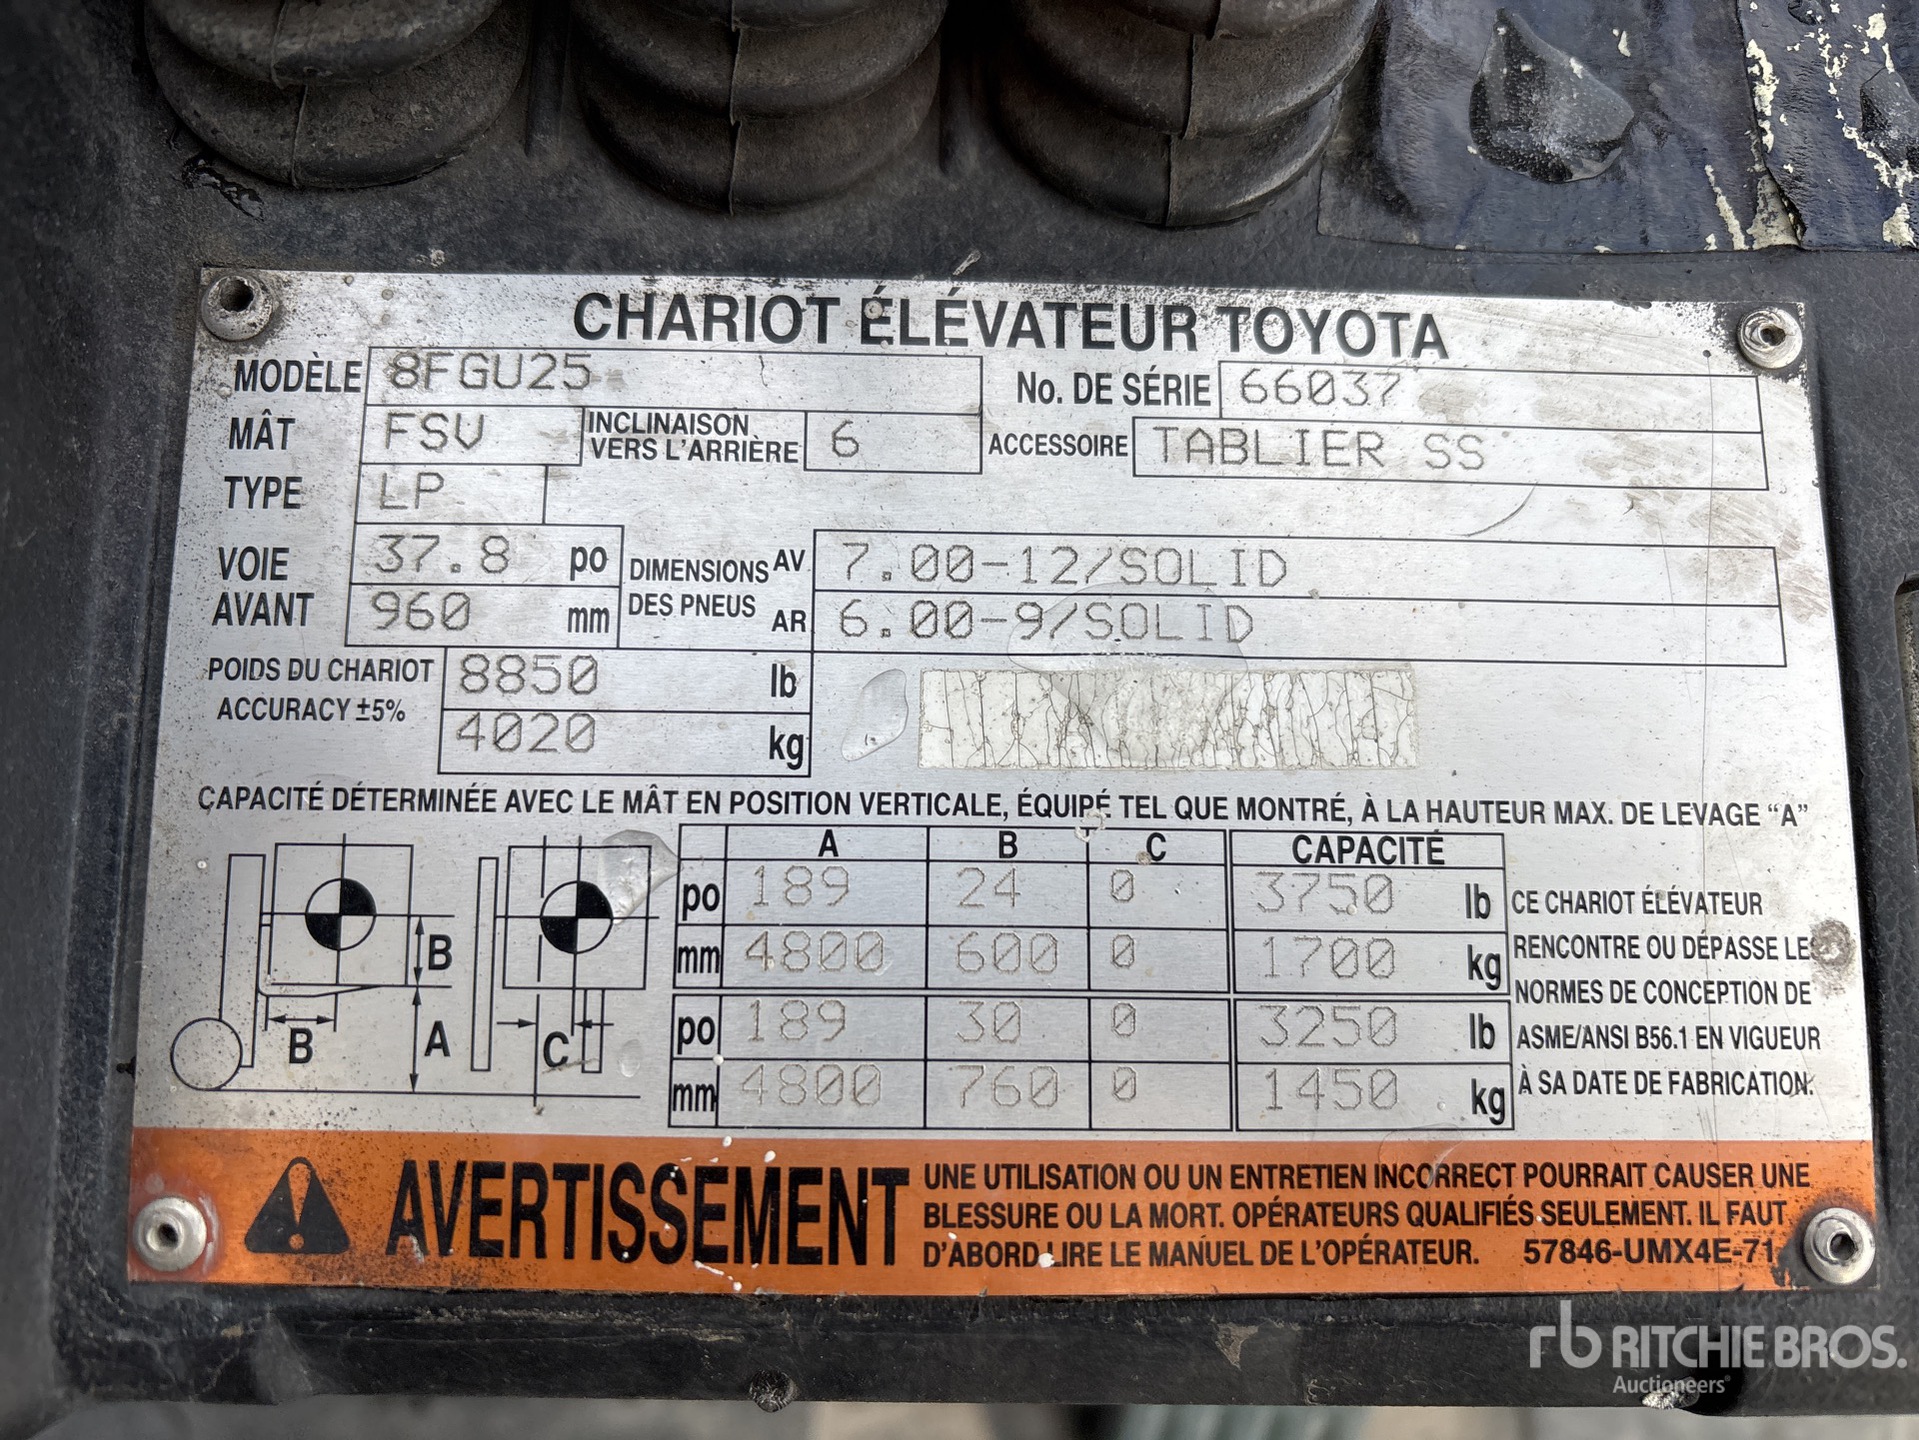 CHARIOT ÉLÉVATEUR TOYOTA
MODÈLE 8FGU25 No. DE SÉRIE 66037
MÂT FSV INCLINAISON VERS L'ARRIÈRE 6 ACCESSOIRE TABLIER SS
TYPE LP
VOIE AVANT 37.8 po DIMENSIONS DES PNEUS AV 7.00-12/SOLID
960 mm AR 6.00-9/SOLID
POIDS DU CHARIOT 8850 lb
ACCURACY ±5% 4020 kg
CAPACITÉ DÉTERMINÉE AVEC LE MÂT EN POSITION VERTICALE, ÉQUIPÉ TEL QUE MONTRÉ, À LA HAUTEUR MAX. DE LEVAGE “A”
A B C CAPACITÉ
po 189 24 0 3750 lb
mm 4800 600 0 1700 kg
po 189 30 0 3250 lb
mm 4800 760 0 1450 kg
B
B
A
C
CE CHARIOT ÉLÉVATEUR
RENCONTRE OU DÉPASSE LES
NORMES DE CONCEPTION DE
ASME/ANSI B56.1 EN VIGUEUR
À SA DATE DE FABRICATION.
AVERTISSEMENT
UNE UTILISATION OU UN ENTRETIEN INCORRECT POURRAIT CAUSER UNE
BLESSURE OU LA MORT. OPÉRATEURS QUALIFIÉS SEULEMENT. IL FAUT
D'ABORD LIRE LE MANUEL DE L'OPÉRATEUR. 57846-UMX4E-71
rb RITCHIE BROS.
Auctioneers®